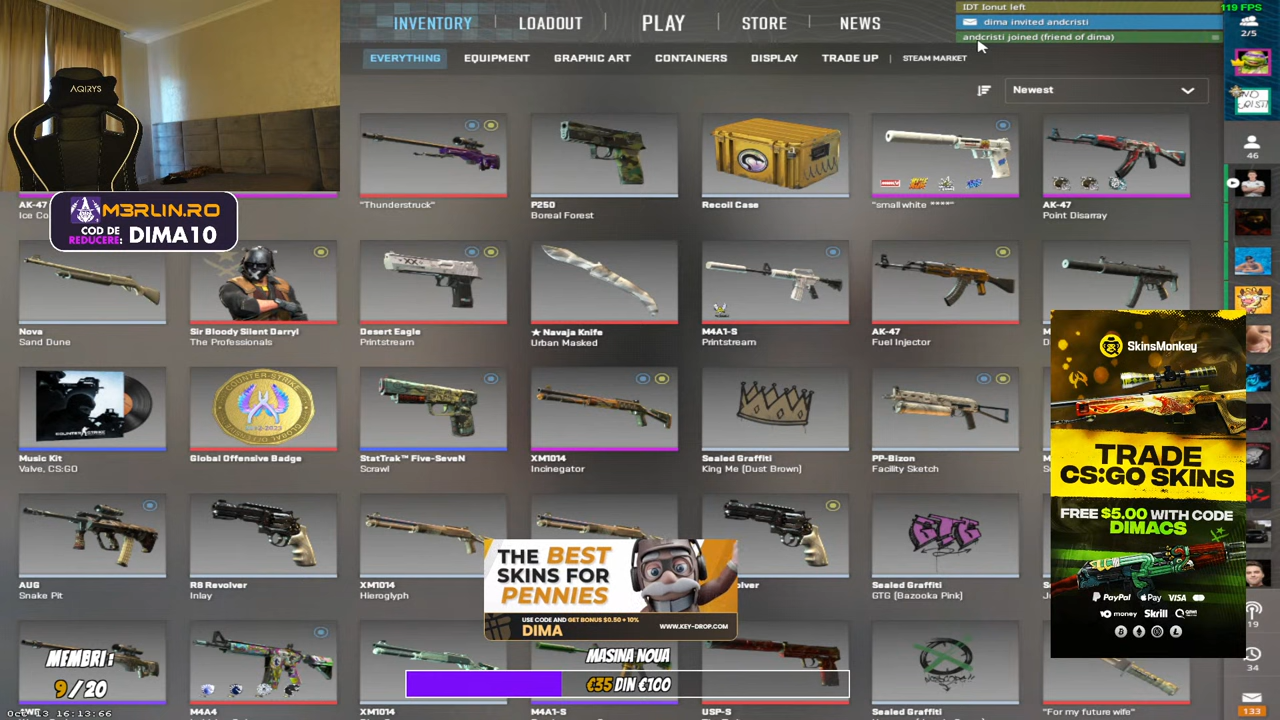 INVENTORY
LOADOUT
PLAY
STORE
NEWS
IDT Ionut left
dima invited andcristi
andcristi joined (friend of dima)
119 FPS
2/5
EVERYTHING
EQUIPMENT
GRAPHIC ART
CONTAINERS
DISPLAY
TRADE UP
STEAM MARKET
Newest
46
AQIRYS
M3RLIN.RO
COD DE
REDUCERE: DIMA10
AK-47
"Thunderstruck"
P250
Boreal Forest
Recoil Case
"small white ****"
AK-47
Point Disarray
Nova
Sand Dune
Sir Bloody Silent Darryl
The Professionals
Desert Eagle
Printstream
★ Navaja Knife
Urban Masked
M4A1-S
Printstream
AK-47
Fuel Injector
Music Kit
Valve, CS:GO
Global Offensive Badge
StatTrak™ Five-SeveN
Scrawl
XM1014
Incinegator
Sealed Graffiti
King Me (Dust Brown)
PP-Bizon
Facility Sketch
AUG
Snake Pit
R8 Revolver
Inlay
XM1014
Hieroglyph
Sealed Graffiti
GTG (Bazooka Pink)
SkinsMonkey
TRADE
CS:GO SKINS
FREE $5.00 WITH CODE
DIMACS
PayPal
Pay
VISA
money
Skrill
QIWI
THE BEST
SKINS FOR
PENNIES
USE CODE AND GET BONUS $0.50 + 10%
DIMA
WWW.KEY-DROP.COM
19
34
133
MEMBRI :
9/20
MASINA NOUA
€35 DIN €100
M4A4
M4A1-S
USP-S
Sealed Graffiti
"For my future wife"
Oct 13 16:13:66